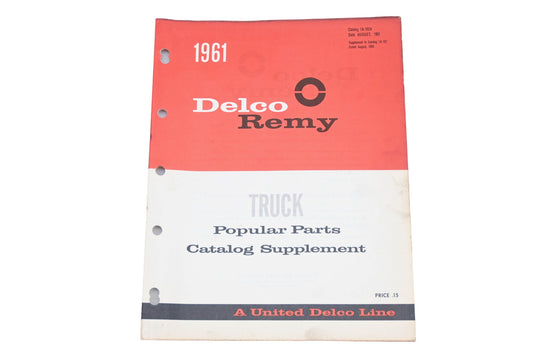 1961
Delco
Remy
TRUCK
Popular Parts
Catalog Supplement
PRICE .15
A United Delco Line